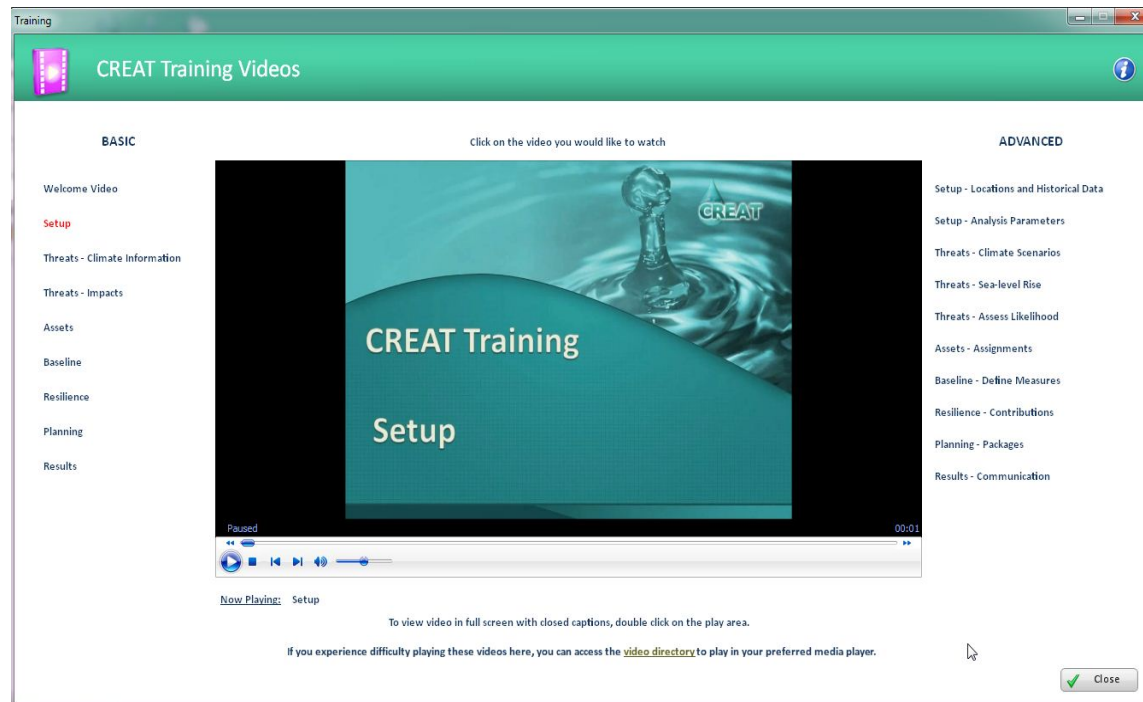 Training
CREAT Training Videos
BASIC
Welcome Video
Setup
Threats - Climate Information
Threats - Impacts
Assets
Baseline
Resilience
Planning
Results
Click on the video you would like to watch
CREAT
CREAT Training
Setup
Paused
00:01
Now Playing: Setup
To view video in full screen with closed captions, double click on the play area.
If you experience difficulty playing these videos here, you can access the video directory to play in your preferred media player.
ADVANCED
Setup - Locations and Historical Data
Setup - Analysis Parameters
Threats - Climate Scenarios
Threats - Sea-level Rise
Threats - Assess Likelihood
Assets - Assignments
Baseline - Define Measures
Resilience - Contributions
Planning - Packages
Results - Communication
Close